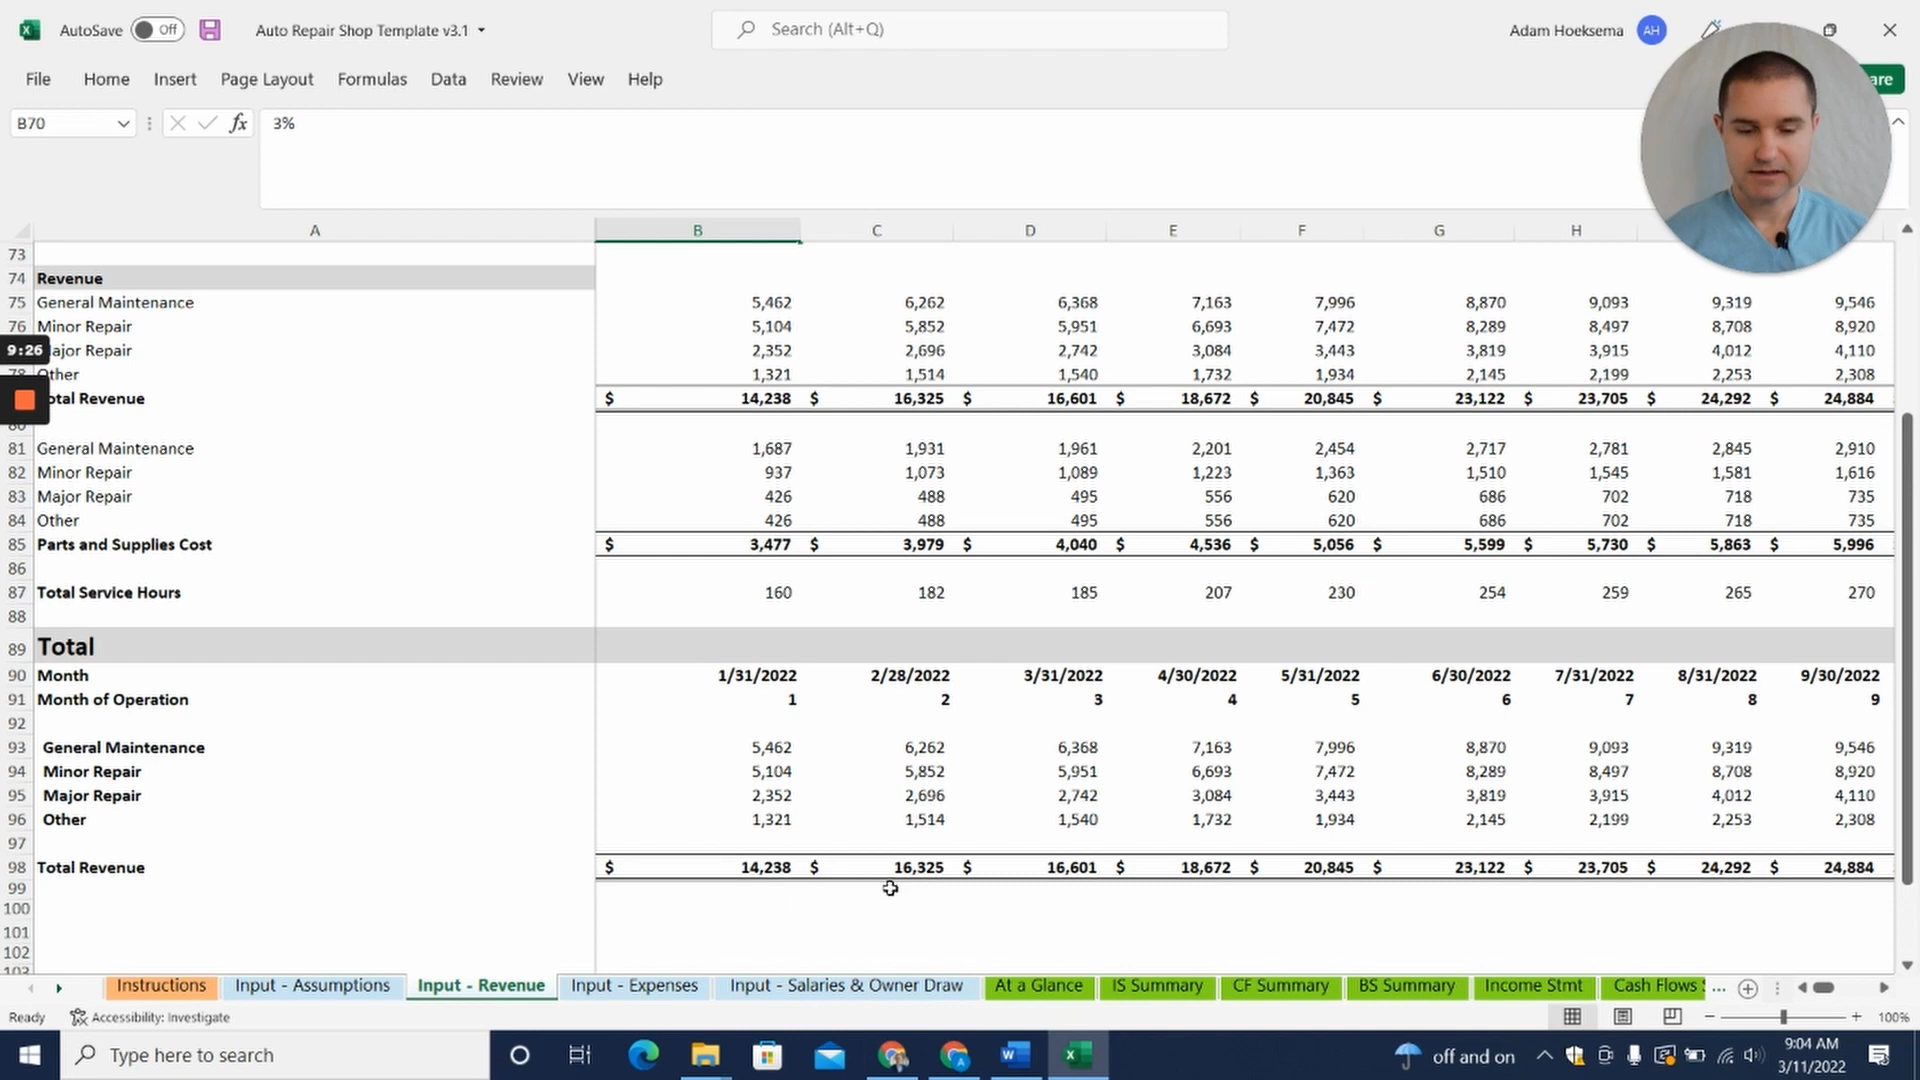 AutoSave Off Auto Repair Shop Template v3.1 Search (Alt+Q) Adam Hoeksema AH
File Home Insert Page Layout Formulas Data Review View Help
B70 fx 3%
A B C D E F G H
73
74 Revenue
75 General Maintenance 5,462 6,262 6,368 7,163 7,996 8,870 9,093 9,319 9,546
76 Minor Repair 5,104 5,852 5,951 6,693 7,472 8,289 8,497 8,708 8,920
9:26 ajor Repair 2,352 2,696 2,742 3,084 3,443 3,819 3,915 4,012 4,110
78 Other 1,321 1,514 1,540 1,732 1,934 2,145 2,199 2,253 2,308
otal Revenue $ 14,238 $ 16,325 $ 16,601 $ 18,672 $ 20,845 $ 23,122 $ 23,705 $ 24,292 $ 24,884
80
81 General Maintenance 1,687 1,931 1,961 2,201 2,454 2,717 2,781 2,845 2,910
82 Minor Repair 937 1,073 1,089 1,223 1,363 1,510 1,545 1,581 1,616
83 Major Repair 426 488 495 556 620 686 702 718 735
84 Other 426 488 495 556 620 686 702 718 735
85 Parts and Supplies Cost $ 3,477 $ 3,979 $ 4,040 $ 4,536 $ 5,056 $ 5,599 $ 5,730 $ 5,863 $ 5,996
86
87 Total Service Hours 160 182 185 207 230 254 259 265 270
88
89 Total
90 Month 1/31/2022 2/28/2022 3/31/2022 4/30/2022 5/31/2022 6/30/2022 7/31/2022 8/31/2022 9/30/2022
91 Month of Operation 1 2 3 4 5 6 7 8 9
92
93 General Maintenance 5,462 6,262 6,368 7,163 7,996 8,870 9,093 9,319 9,546
94 Minor Repair 5,104 5,852 5,951 6,693 7,472 8,289 8,497 8,708 8,920
95 Major Repair 2,352 2,696 2,742 3,084 3,443 3,819 3,915 4,012 4,110
96 Other 1,321 1,514 1,540 1,732 1,934 2,145 2,199 2,253 2,308
97
98 Total Revenue $ 14,238 $ 16,325 $ 16,601 $ 18,672 $ 20,845 $ 23,122 $ 23,705 $ 24,292 $ 24,884
99
100
101
102
103
Instructions Input - Assumptions Input - Revenue Input - Expenses Input - Salaries & Owner Draw At a Glance IS Summary CF Summary BS Summary Income Stmt Cash Flows ...
Ready Accessibility: Investigate 100%
Type here to search off and on 9:04 AM
3/11/2022